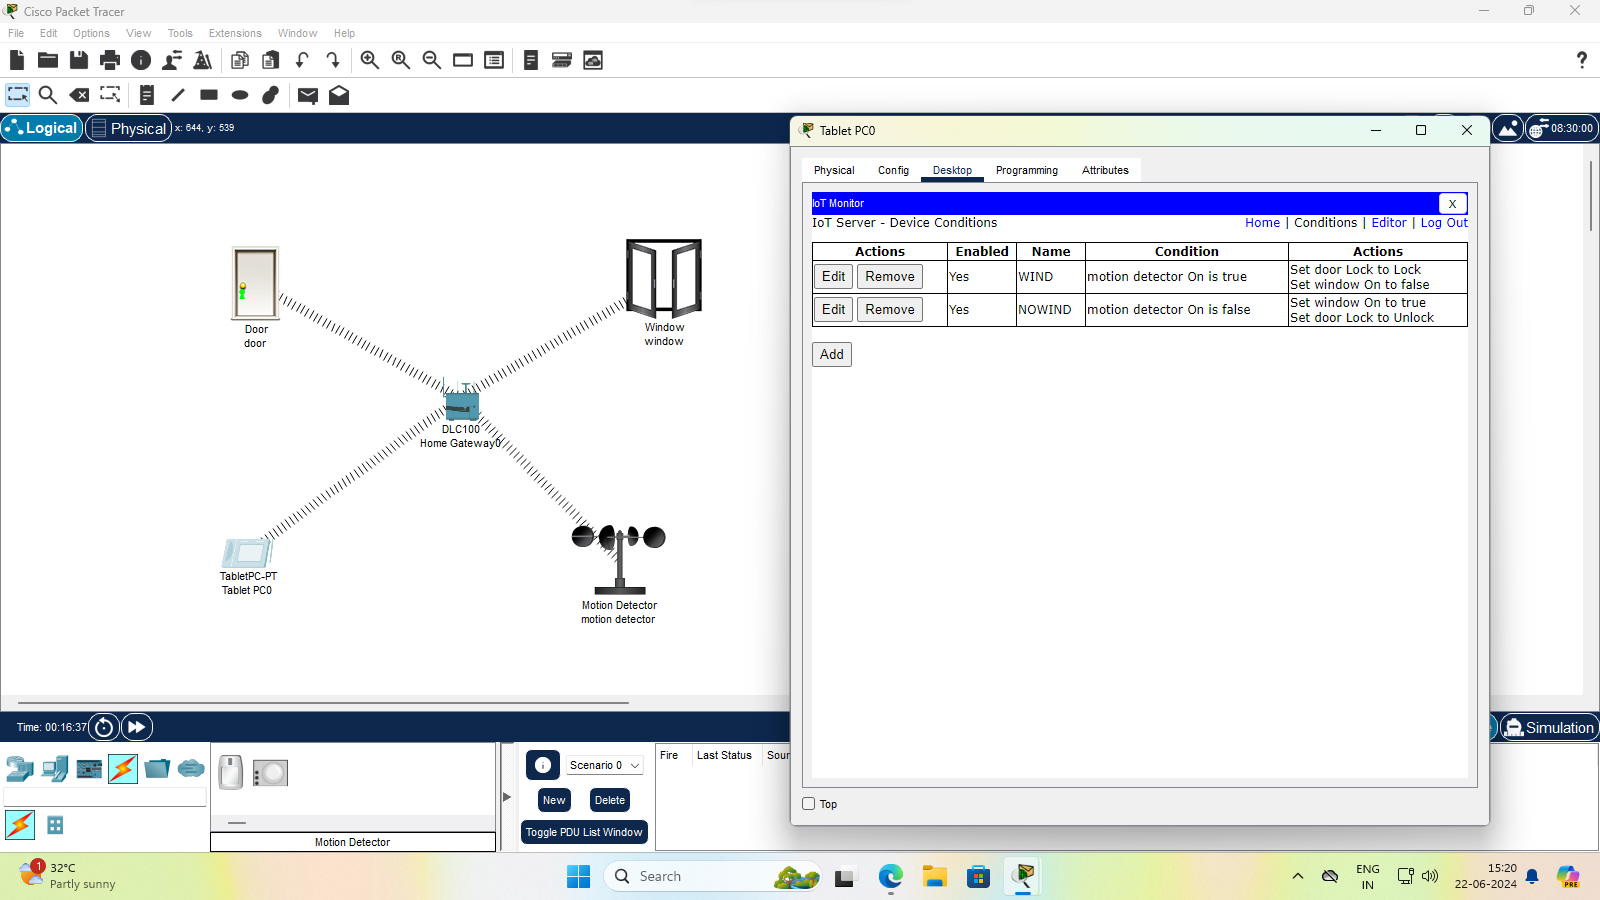 Cisco Packet Tracer
File Edit Options View Tools Extensions Window Help
Logical Physical x: 644, y: 539
08:30:00
Door
door
Window
window
DLC100
Home Gateway0
TabletPC-PT
Tablet PC0
Motion Detector
motion detector
Tablet PC0
Physical Config Desktop Programming Attributes
IoT Monitor X
IoT Server - Device Conditions Home | Conditions | Editor | Log Out
Actions Enabled Name Condition Actions
Edit Remove Yes WIND motion detector On is true Set door Lock to Lock
Set window On to false
Edit Remove Yes NOWIND motion detector On is false Set window On to true
Set door Lock to Unlock
Add
Top
Time: 00:16:37
Simulation
Scenario 0
New Delete
Toggle PDU List Window
Fire Last Status Sour
Motion Detector
1
32°C
Partly sunny
Search
ENG
IN
15:20
22-06-2024
PRE